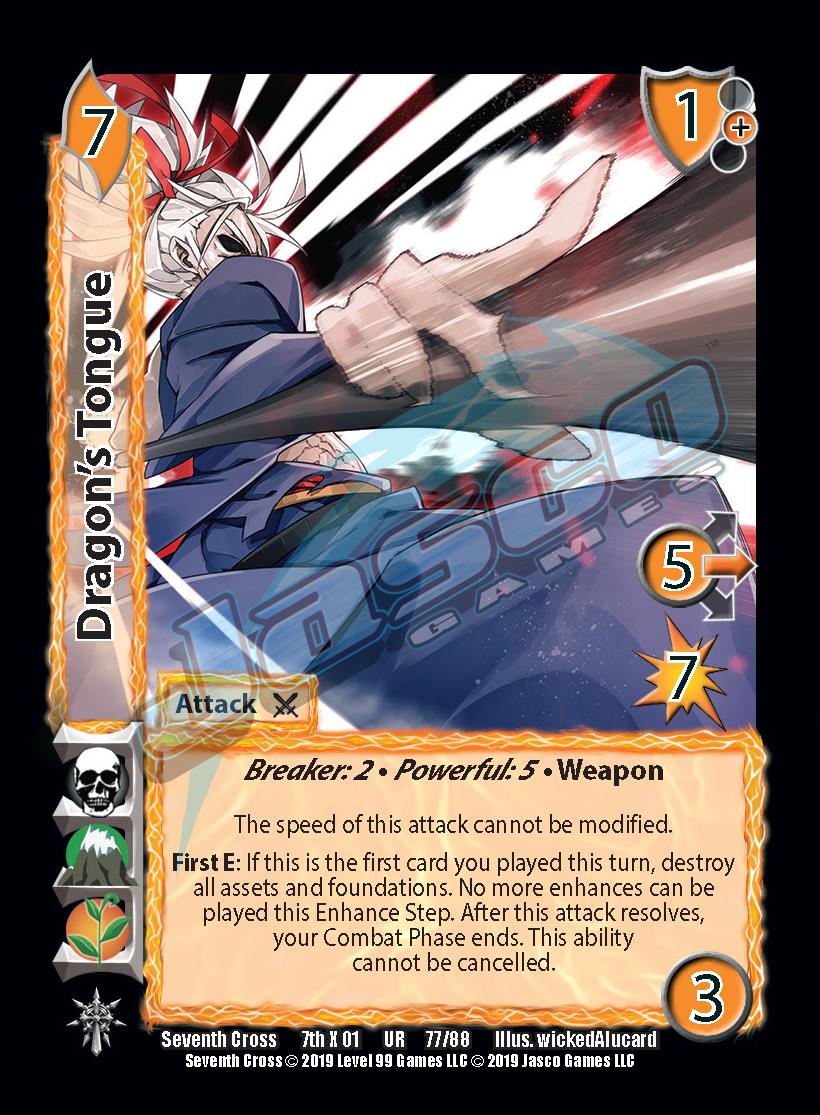 7
1
+
Dragon's Tongue
TM
Jasco
GAMES
5
7
Attack
Breaker: 2 • Powerful: 5 • Weapon
The speed of this attack cannot be modified.
First E: If this is the first card you played this turn, destroy
all assets and foundations. No more enhances can be
played this Enhance Step. After this attack resolves,
your Combat Phase ends. This ability
cannot be cancelled.
3
Seventh Cross 7th X 01 UR 77/88 Illus. wickedAlucard
Seventh Cross © 2019 Level 99 Games LLC © 2019 Jasco Games LLC